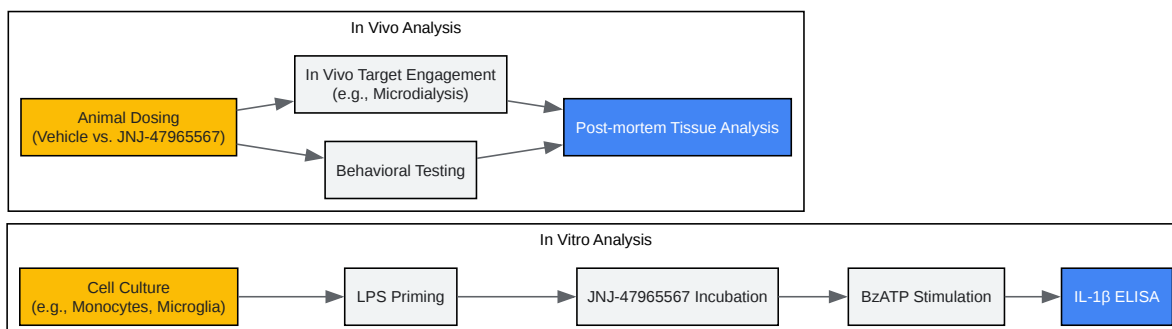 In Vivo Analysis
In Vivo Target Engagement
(e.g., Microdialysis)
Animal Dosing
(Vehicle vs. JNJ-47965567)
Post-mortem Tissue Analysis
Behavioral Testing
In Vitro Analysis
Cell Culture
(e.g., Monocytes, Microglia)
LPS Priming
JNJ-47965567 Incubation
BzATP Stimulation
IL-1β ELISA